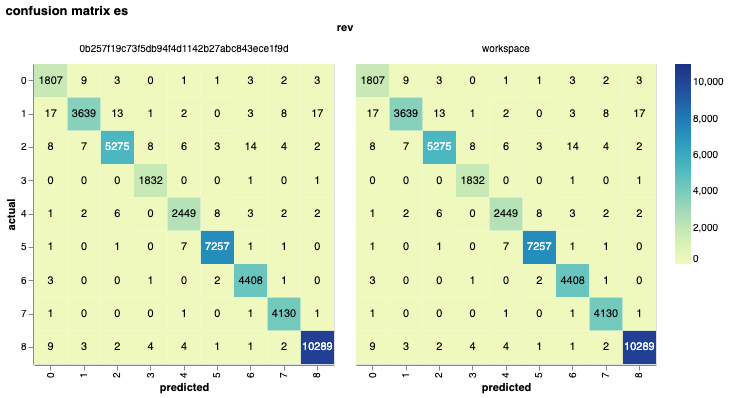 confusion matrix es
rev
0b257f19c73f5db94f4d1142b27abc843ece1f9d
workspace
0 1807 9 3 0 1 1 3 2 3 1807 9 3 0 1 1 3 2 3
1 17 3639 13 1 2 0 3 8 17 17 3639 13 1 2 0 3 8 17
2 8 7 5275 8 6 3 14 4 2 8 7 5275 8 6 3 14 4 2
3 0 0 0 1832 0 0 1 0 1 0 0 0 1832 0 0 1 0 1
4 1 2 6 0 2449 8 3 2 2 1 2 6 0 2449 8 3 2 2
5 1 0 1 0 7 7257 1 1 0 1 0 1 0 7 7257 1 1 0
6 3 0 0 1 0 2 4408 1 0 3 0 0 1 0 2 4408 1 0
7 1 0 0 0 1 0 1 4130 1 1 0 0 0 1 0 1 4130 1
8 9 3 2 4 4 1 1 2 10289 9 3 2 4 4 1 1 2 10289
actual
0 1 2 3 4 5 6 7 8
0 1 2 3 4 5 6 7 8
predicted
predicted
10,000
8,000
6,000
4,000
2,000
0